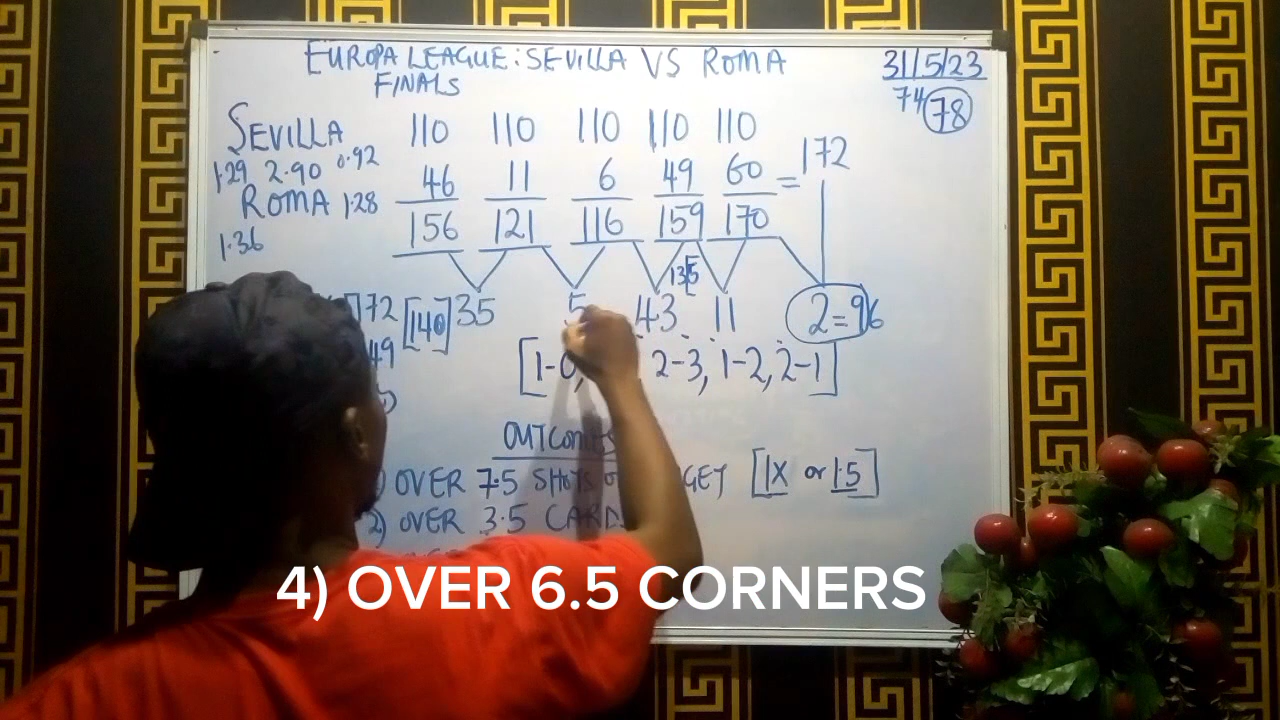 EUROPA LEAGUE: SEVILLA VS ROMA
FINALS
31/5/23
74 78
SEVILLA 110 110 110 110 110
1.29 2.90 0.92
46 11 6 49 60 = 172
ROMA 1.28
156 121 116 159 170
1.36
135
72 [140] 35 5 43 11 2=96
49
[1-0, 2-3, 1-2, 2-1]
OUTCOMES
OVER 7.5 SHOTS [1X or 1.5]
2) OVER 3.5 CARDS
4) OVER 6.5 CORNERS